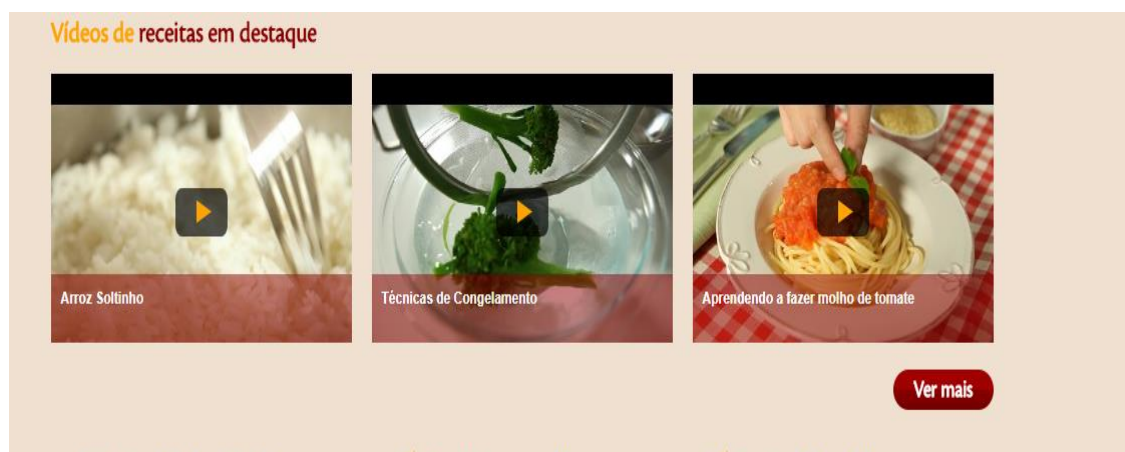 Vídeos de receitas em destaque
Arroz Soltinho
Técnicas de Congelamento
Aprendendo a fazer molho de tomate
Ver mais